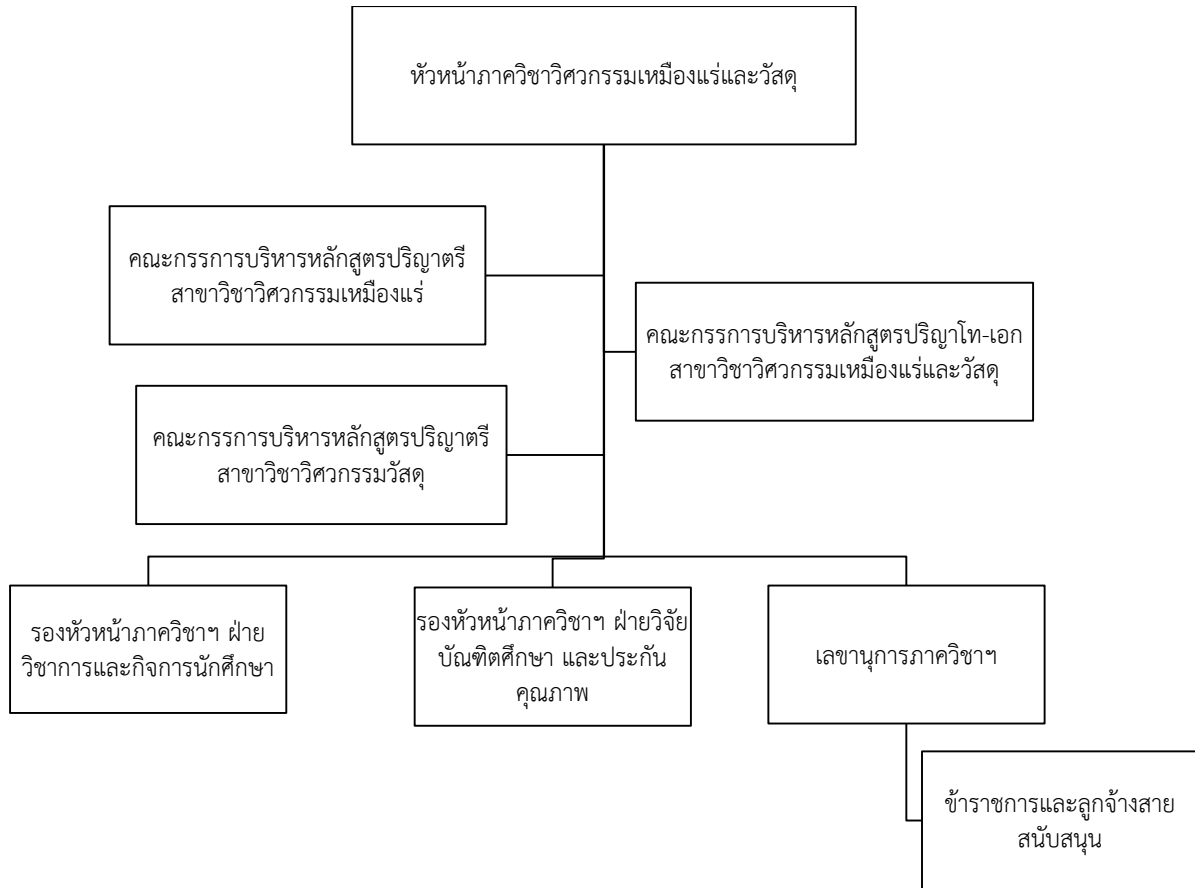 หัวหน้าภาควิชาวิศวกรรมเหมืองแร่และวัสดุ
คณะกรรการบริหารหลักสูตรปริญาตรี
สาขาวิชาวิศวกรรมเหมืองแร่
คณะกรรการบริหารหลักสูตรปริญาโท-เอก
สาขาวิชาวิศวกรรมเหมืองแร่และวัสดุ
คณะกรรการบริหารหลักสูตรปริญาตรี
สาขาวิชาวิศวกรรมวัสดุ
รองหัวหน้าภาควิชาฯ ฝ่าย
วิชาการและกิจการนักศึกษา
รองหัวหน้าภาควิชาฯ ฝ่ายวิจัย
บัณฑิตศึกษา และประกัน
คุณภาพ
เลขานุการภาควิชาฯ
ข้าราชการและลูกจ้างสาย
สนับสนุน